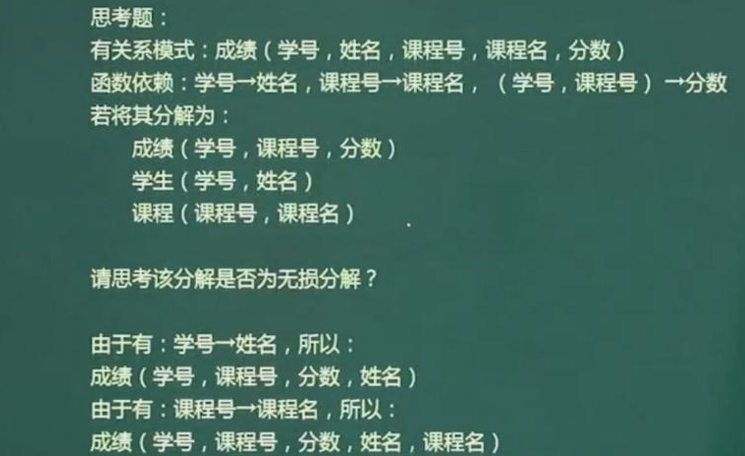 思考题：
有关系模式：成绩（学号，姓名，课程号，课程名，分数）
函数依赖：学号→姓名，课程号→课程名，（学号，课程号）→分数
若将其分解为：
成绩（学号，课程号，分数）
学生（学号，姓名）
课程（课程号，课程名）
请思考该分解是否为无损分解？
由于有：学号→姓名，所以：
成绩（学号，课程号，分数，姓名）
由于有：课程号→课程名，所以：
成绩（学号，课程号，分数，姓名，课程名）